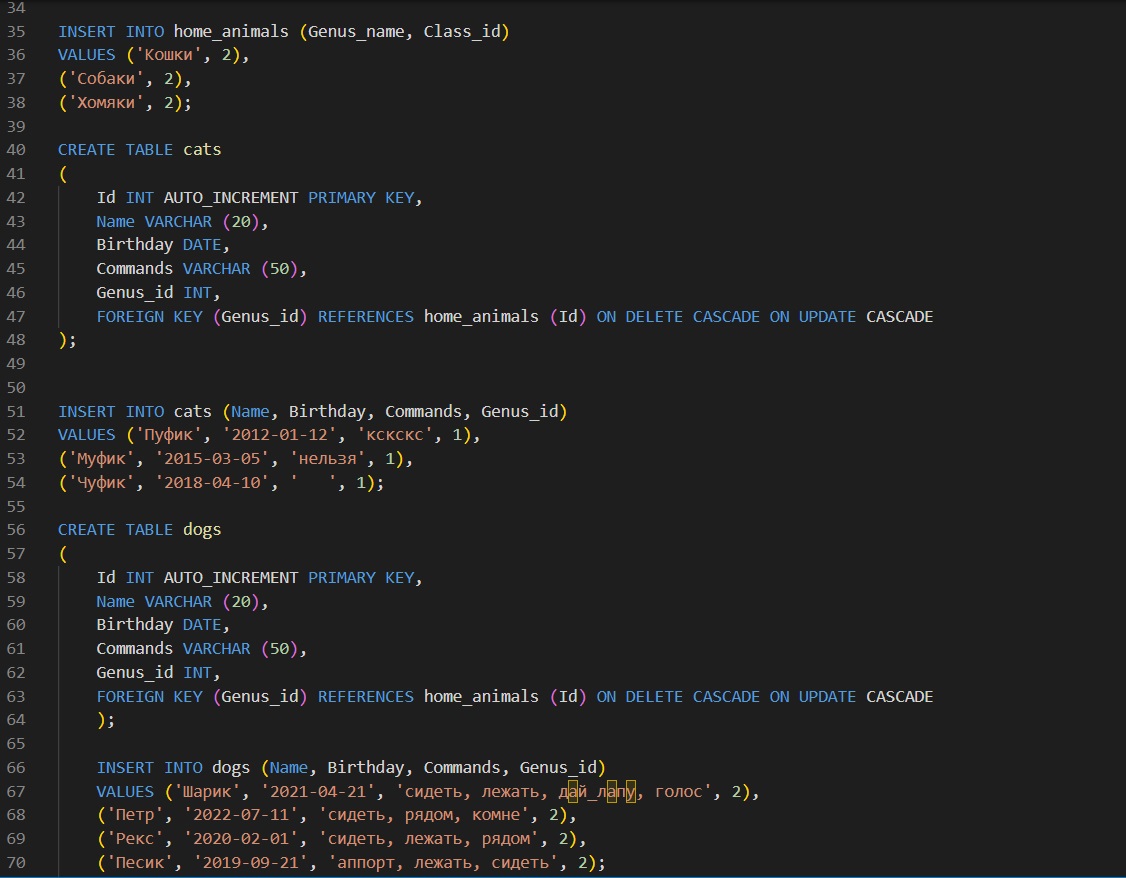 34
35 INSERT INTO home_animals (Genus_name, Class_id)
36 VALUES ('Кошки', 2),
37 ('Собаки', 2),
38 ('Хомяки', 2);
39
40 CREATE TABLE cats
41 (
42 Id INT AUTO_INCREMENT PRIMARY KEY,
43 Name VARCHAR (20),
44 Birthday DATE,
45 Commands VARCHAR (50),
46 Genus_id INT,
47 FOREIGN KEY (Genus_id) REFERENCES home_animals (Id) ON DELETE CASCADE ON UPDATE CASCADE
48 );
49
50
51 INSERT INTO cats (Name, Birthday, Commands, Genus_id)
52 VALUES ('Пуфик', '2012-01-12', 'ксксkс', 1),
53 ('Муфик', '2015-03-05', 'нельзя', 1),
54 ('Чуфик', '2018-04-10', '   ', 1);
55
56 CREATE TABLE dogs
57 (
58 Id INT AUTO_INCREMENT PRIMARY KEY,
59 Name VARCHAR (20),
60 Birthday DATE,
61 Commands VARCHAR (50),
62 Genus_id INT,
63 FOREIGN KEY (Genus_id) REFERENCES home_animals (Id) ON DELETE CASCADE ON UPDATE CASCADE
64 );
65
66 INSERT INTO dogs (Name, Birthday, Commands, Genus_id)
67 VALUES ('Шарик', '2021-04-21', 'сидеть, лежать, дай_лапу, голос', 2),
68 ('Петр', '2022-07-11', 'сидеть, рядом, комне', 2),
69 ('Рекс', '2020-02-01', 'сидеть, лежать, рядом', 2),
70 ('Песик', '2019-09-21', 'аппорт, лежать, сидеть', 2);